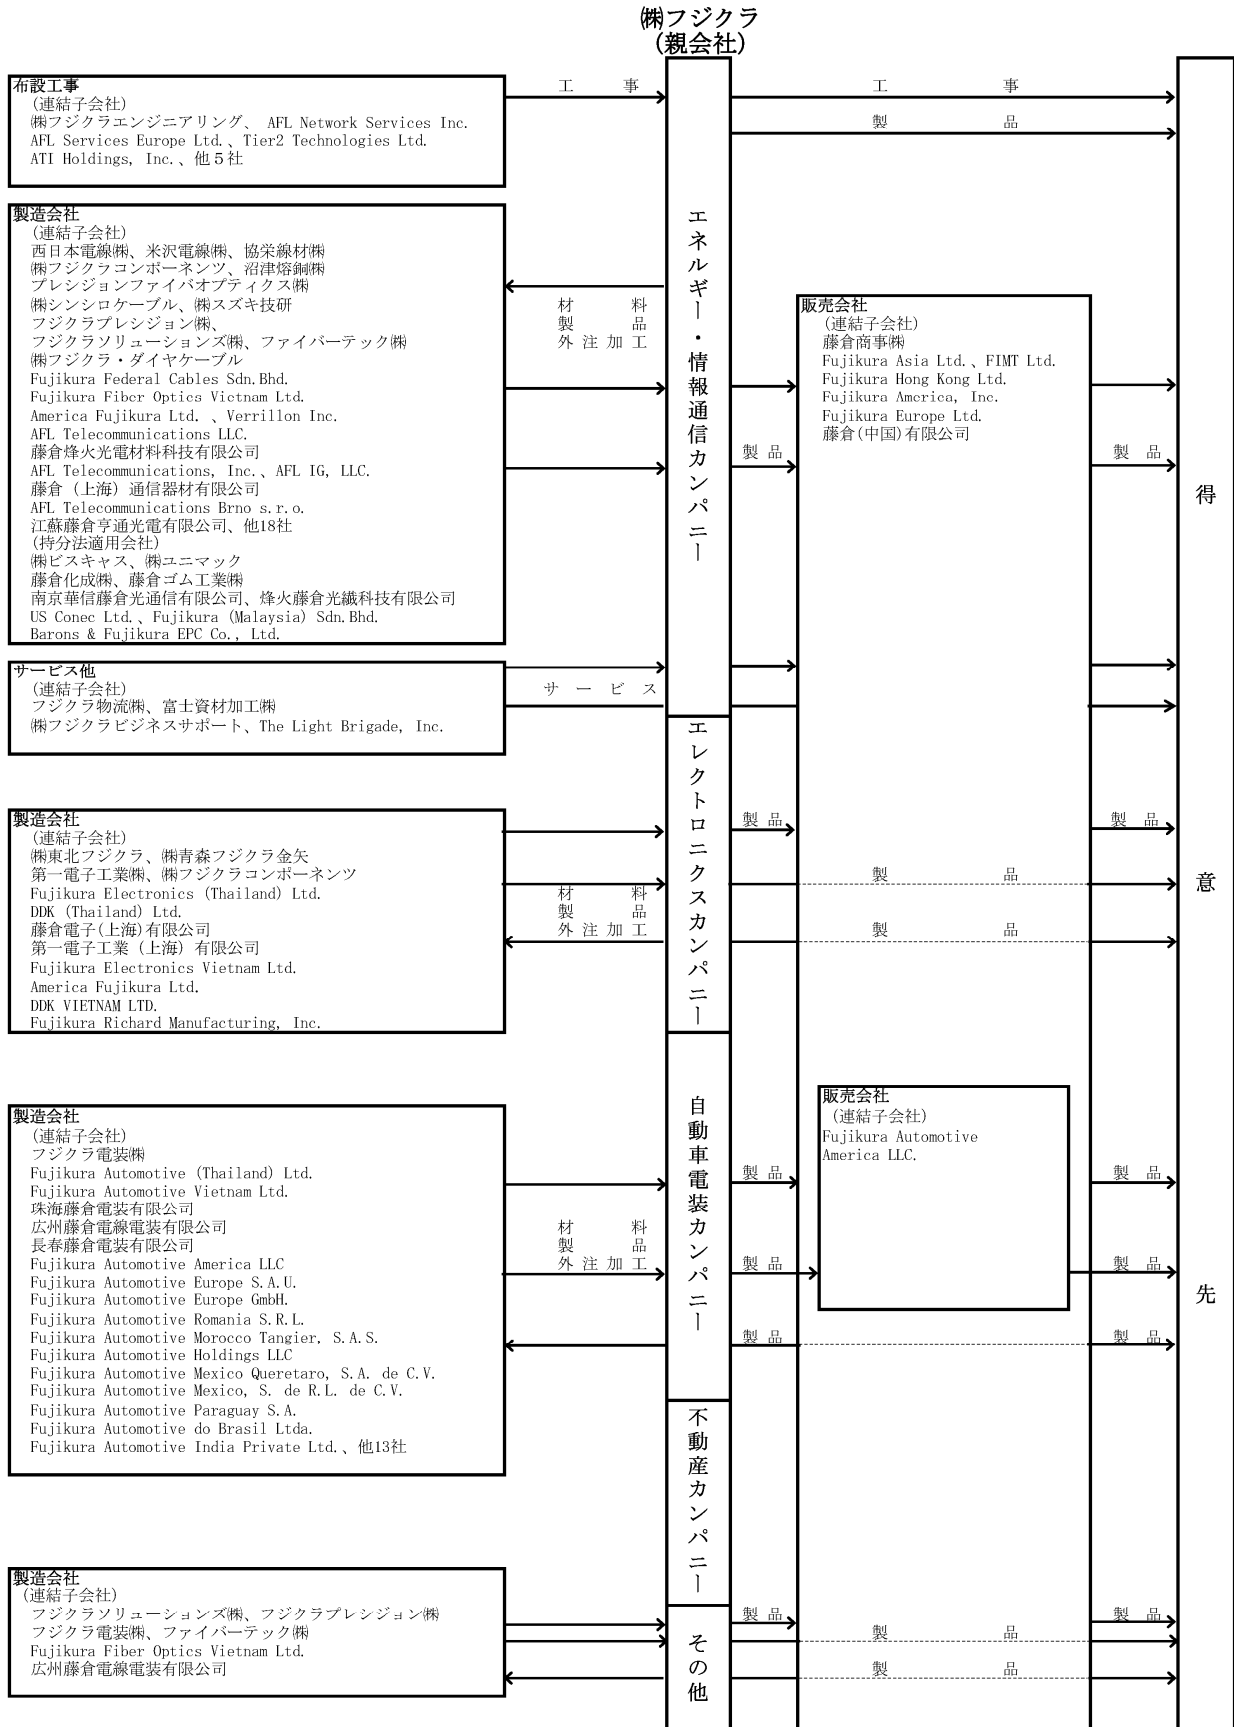 ㈱フジクラ
(親会社)
布設工事
(連結子会社)
㈱フジクラエンジニアリング、 AFL Network Services Inc.
AFL Services Europe Ltd.、Tier2 Technologies Ltd.
ATI Holdings, Inc.、他５社
工 事
工 事
製 品
製造会社
(連結子会社)
西日本電線㈱、米沢電線㈱、協栄線材㈱
㈱フジクラコンポーネンツ、沼津熔銅㈱
プレシジョンファイバオプティクス㈱
㈱シンシロケーブル、㈱スズキ技研
フジクラプレシジョン㈱、
フジクラソリューションズ㈱、ファイバーテック㈱
㈱フジクラ・ダイヤケーブル
Fujikura Federal Cables Sdn.Bhd.
Fujikura Fiber Optics Vietnam Ltd.
America Fujikura Ltd. 、Verrillon Inc.
AFL Telecommunications LLC.
藤倉烽火光電材料科技有限公司
AFL Telecommunications, Inc.、AFL IG, LLC.
藤倉（上海）通信器材有限公司
AFL Telecommunications Brno s.r.o.
江蘇藤倉亨通光電有限公司、他18社
(持分法適用会社)
㈱ビスキャス、㈱ユニマック
藤倉化成㈱、藤倉ゴム工業㈱
南京華信藤倉光通信有限公司、烽火藤倉光繊科技有限公司
US Conec Ltd.、Fujikura (Malaysia) Sdn.Bhd.
Barons & Fujikura EPC Co., Ltd.
材 料
製 品
外 注 加 工
エネルギー・情報通信カンパニー
製 品
販売会社
(連結子会社)
藤倉商事㈱
Fujikura Asia Ltd.、FIMT Ltd.
Fujikura Hong Kong Ltd.
Fujikura America, Inc.
Fujikura Europe Ltd.
藤倉(中国)有限公司
製 品
得意先
サービス他
(連結子会社)
フジクラ物流㈱、富士資材加工㈱
㈱フジクラビジネスサポート、The Light Brigade, Inc.
サ ー ビ ス
製造会社
(連結子会社)
㈱東北フジクラ、㈱青森フジクラ金矢
第一電子工業㈱、㈱フジクラコンポーネンツ
Fujikura Electronics (Thailand) Ltd.
DDK (Thailand) Ltd.
藤倉電子(上海)有限公司
第一電子工業（上海）有限公司
Fujikura Electronics Vietnam Ltd.
America Fujikura Ltd.
DDK VIETNAM LTD.
Fujikura Richard Manufacturing, Inc.
材 料
製 品
外 注 加 工
エレクトロニクスカンパニー
製 品
製 品
製 品
製 品
製造会社
(連結子会社)
フジクラ電装㈱
Fujikura Automotive (Thailand) Ltd.
Fujikura Automotive Vietnam Ltd.
珠海藤倉電装有限公司
広州藤倉電線電装有限公司
長春藤倉電装有限公司
Fujikura Automotive America LLC
Fujikura Automotive Europe S.A.U.
Fujikura Automotive Europe GmbH.
Fujikura Automotive Romania S.R.L.
Fujikura Automotive Morocco Tangier, S.A.S.
Fujikura Automotive Holdings LLC
Fujikura Automotive Mexico Queretaro, S.A. de C.V.
Fujikura Automotive Mexico, S. de R.L. de C.V.
Fujikura Automotive Paraguay S.A.
Fujikura Automotive do Brasil Ltda.
Fujikura Automotive India Private Ltd.、他13社
材 料
製 品
外 注 加 工
自動車電装カンパニー
販売会社
(連結子会社)
Fujikura Automotive
America LLC.
製 品
製 品
製 品
製 品
製 品
製 品
不動産カンパニー
製造会社
(連結子会社)
フジクラソリューションズ㈱、フジクラプレシジョン㈱
フジクラ電装㈱、ファイバーテック㈱
Fujikura Fiber Optics Vietnam Ltd.
広州藤倉電線電装有限公司
その他
製 品
製 品
製 品
製 品